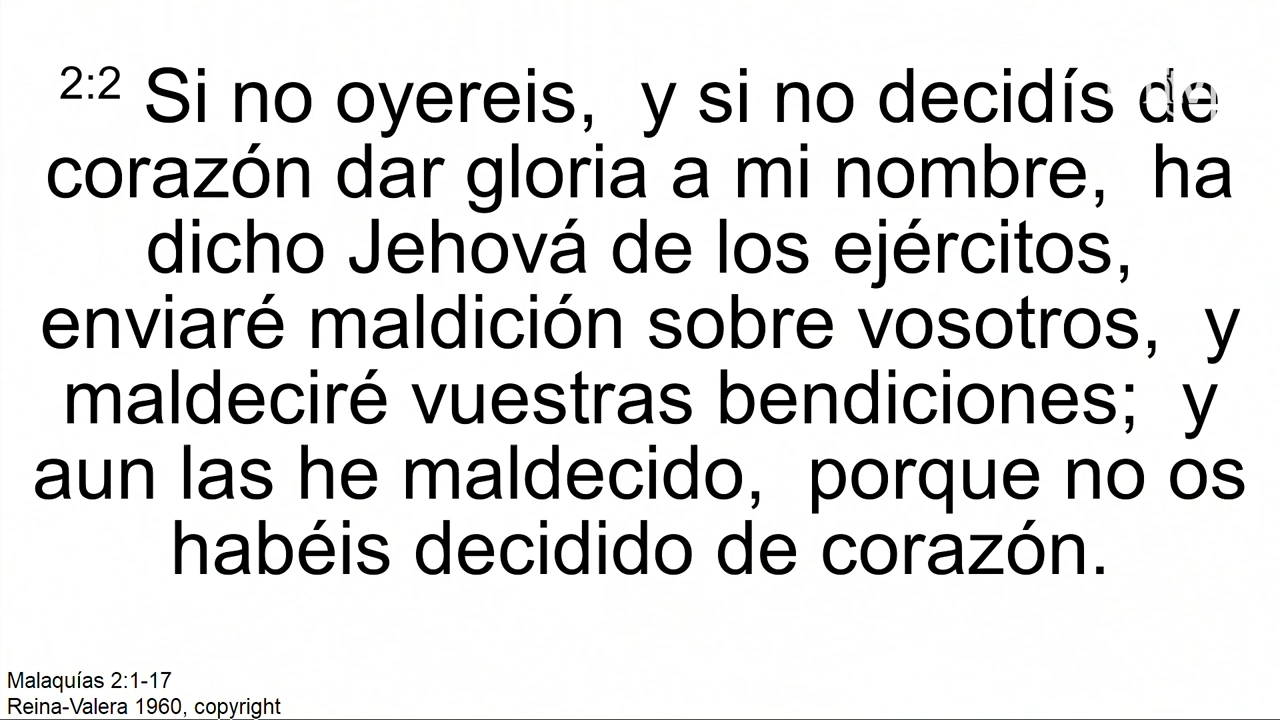 2:2 Si no oyereis, y si no decidís de
corazón dar gloria a mi nombre, ha
dicho Jehová de los ejércitos,
enviaré maldición sobre vosotros, y
maldeciré vuestras bendiciones; y
aun las he maldecido, porque no os
habéis decidido de corazón.
Malaquías 2:1-17
Reina-Valera 1960, copyright